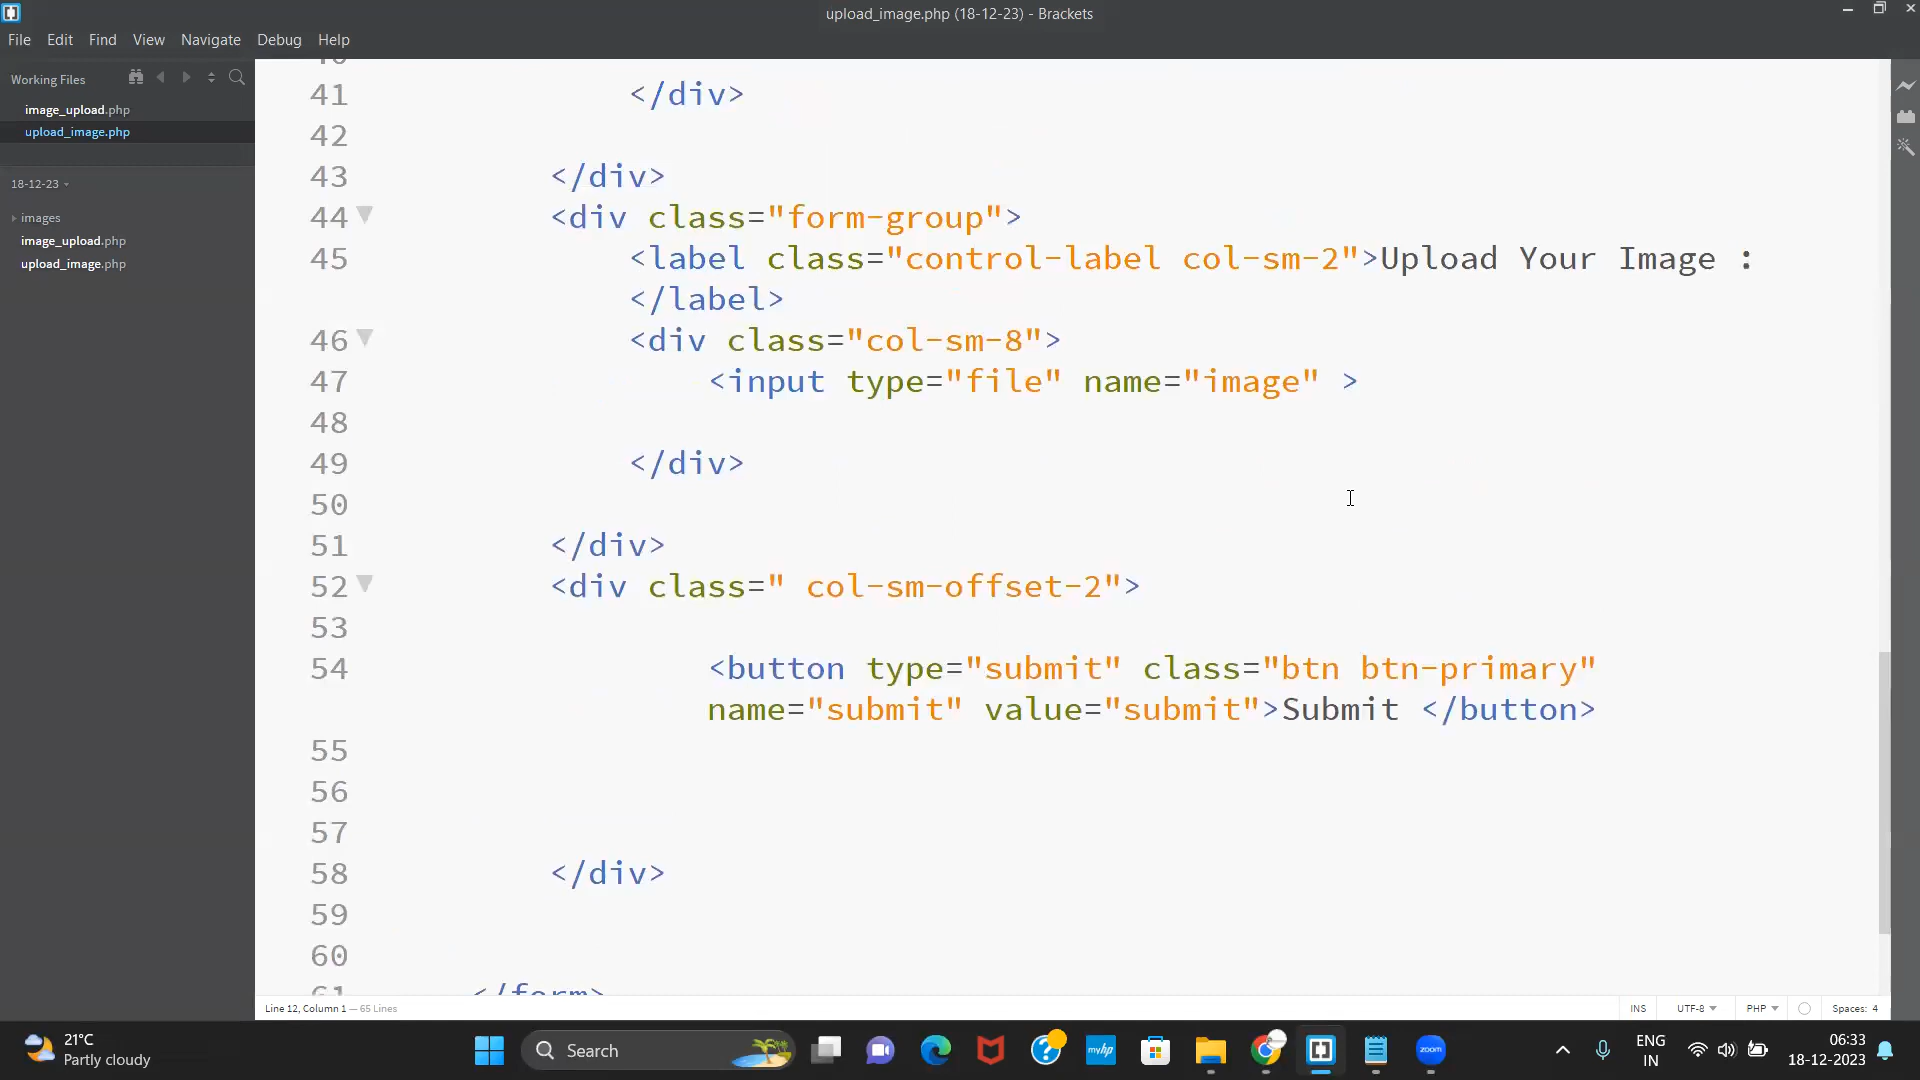 upload_image.php (18-12-23) - Brackets
File Edit Find View Navigate Debug Help
Working Files
image_upload.php
upload_image.php
18-12-23
images
image_upload.php
upload_image.php
41 </div>
42
43 </div>
44 <div class="form-group">
45 <label class="control-label col-sm-2">Upload Your Image :
</label>
46 <div class="col-sm-8">
47 <input type="file" name="image" >
48
49 </div>
50
51 </div>
52 <div class=" col-sm-offset-2">
53
54 <button type="submit" class="btn btn-primary"
name="submit" value="submit">Submit </button>
55
56
57
58 </div>
59
60
61 </form>
Line 12, Column 1 — 65 Lines
INS UTF-8 PHP Spaces: 4
21°C
Partly cloudy
Search
myhp
zoom
ENG
IN
06:33
18-12-2023